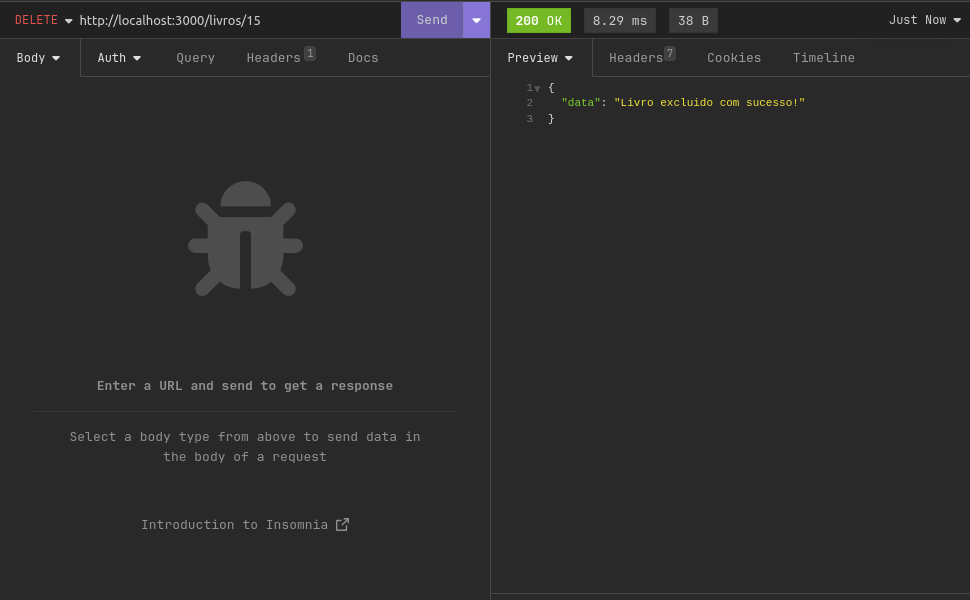 DELETE http://localhost:3000/livros/15 Send
Body Auth Query Headers 1 Docs
Enter a URL and send to get a response
Select a body type from above to send data in
the body of a request
Introduction to Insomnia
200 OK 8.29 ms 38 B Just Now
Preview Headers 7 Cookies Timeline
1 {
2 "data": "Livro excluido com sucesso!"
3 }